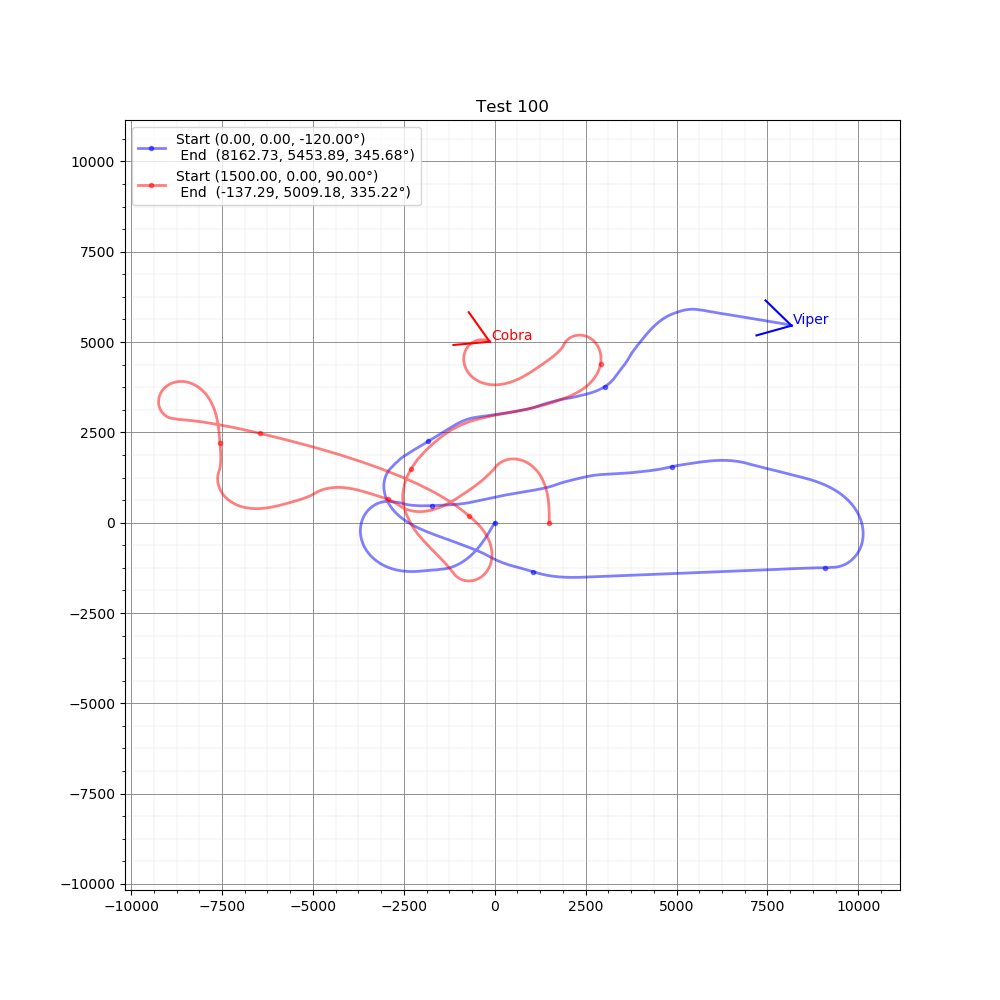 Test 100
Start (0.00, 0.00, -120.00°)
End  (8162.73, 5453.89, 345.68°)
Start (1500.00, 0.00, 90.00°)
End  (-137.29, 5009.18, 335.22°)
10000
7500
5000
2500
0
−2500
−5000
−7500
−10000
Viper
Cobra
−10000 −7500 −5000 −2500 0 2500 5000 7500 10000